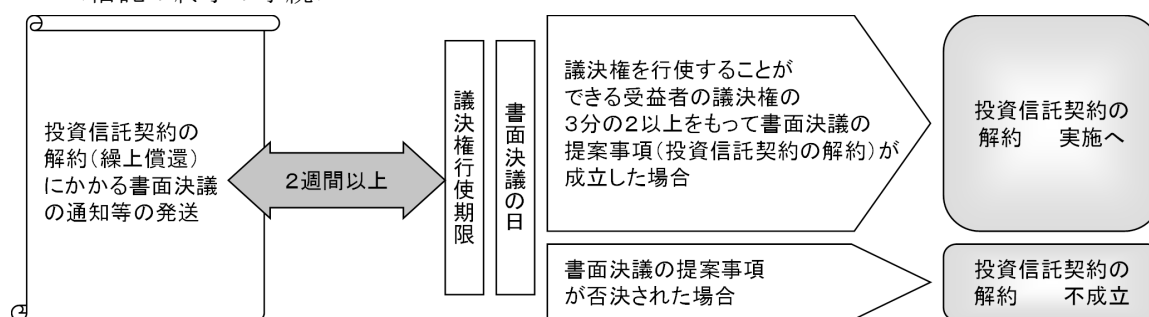 投資信託契約の
解約(繰上償還)
にかかる書面決議
の通知等の発送
２週間以上
議決権行使期限
書面決議の日
議決権を行使することが
できる受益者の議決権の
３分の２以上をもって書面決議の
提案事項(投資信託契約の解約)が
成立した場合
投資信託契約の
解約　実施へ
書面決議の提案事項
が否決された場合
投資信託契約の
解約　不成立